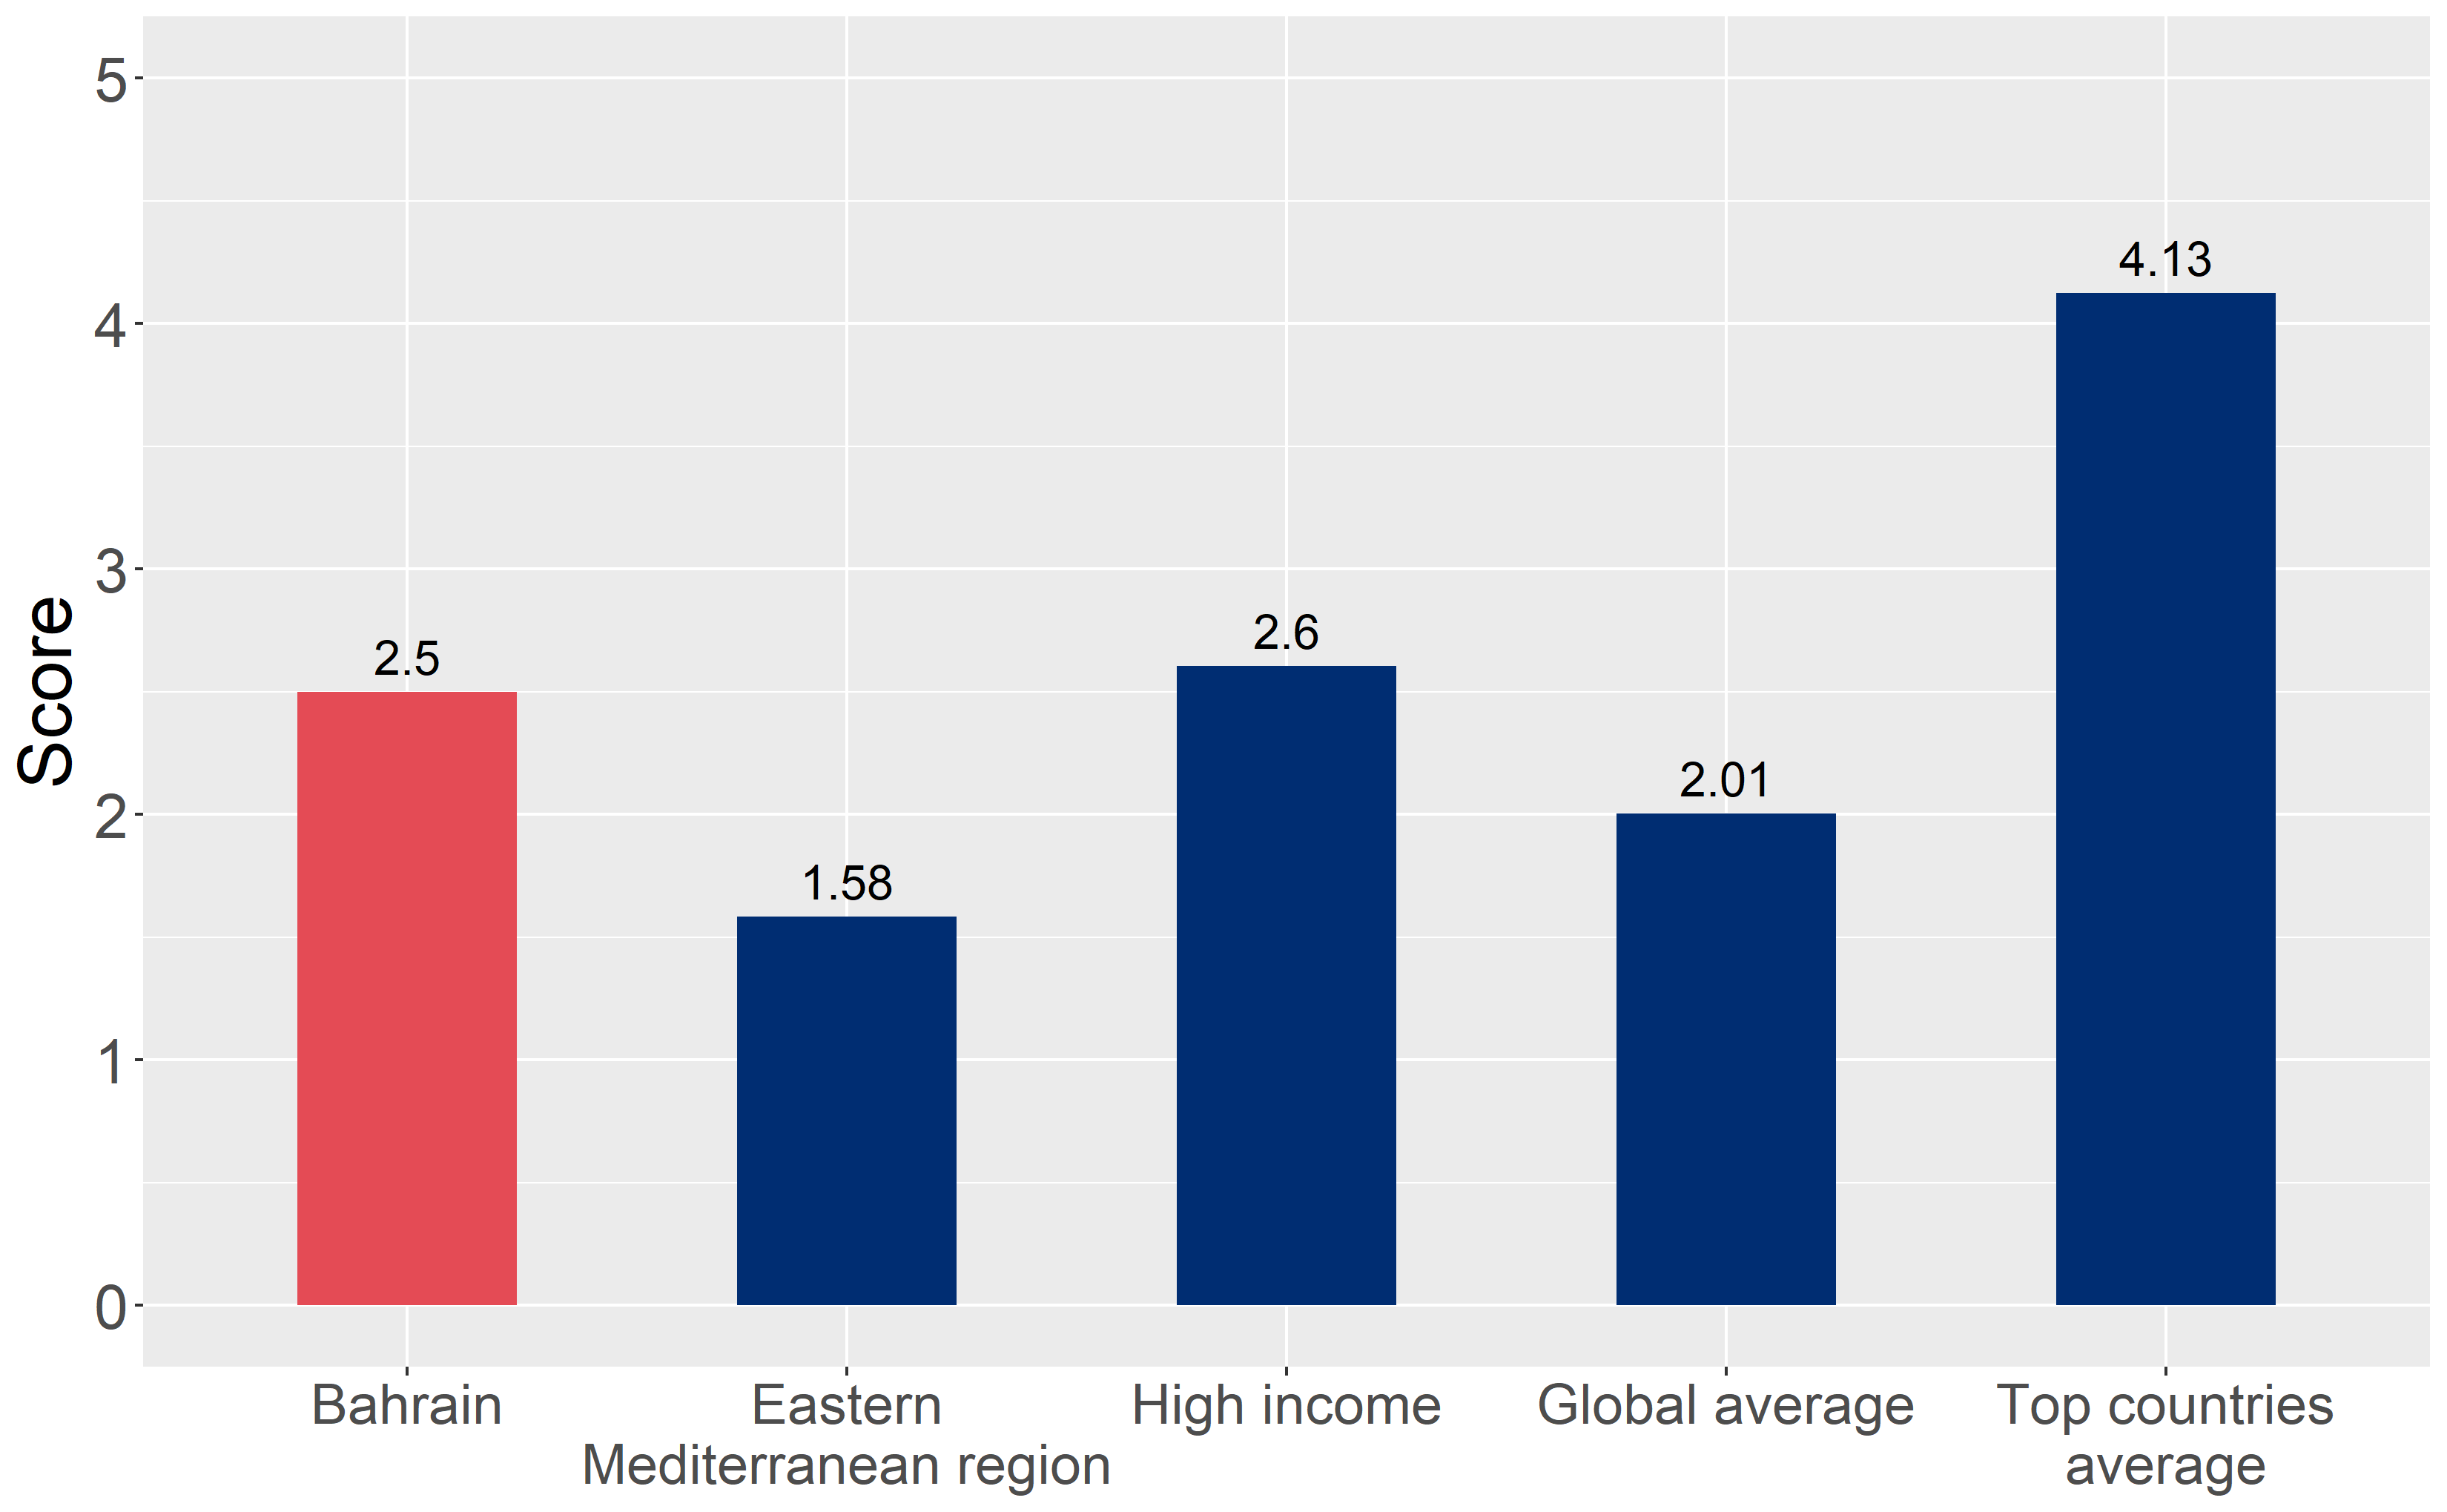 Score
5
4
3
2
1
0
2.5
1.58
2.6
2.01
4.13
Bahrain
Eastern
Mediterranean region
High income
Global average
Top countries
average